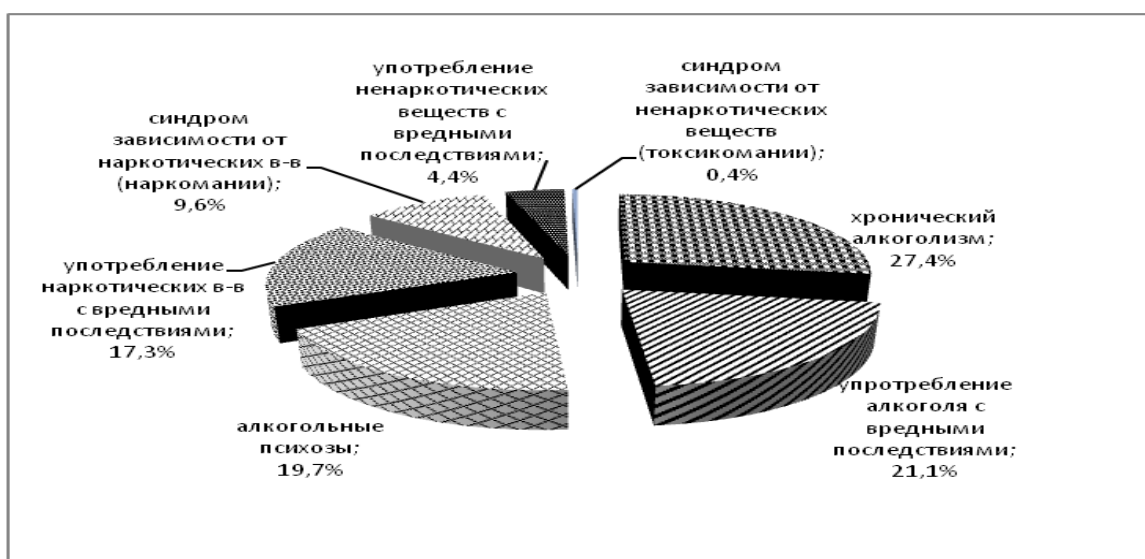 синдром
зависимости от
наркотических в-в
(наркомании);
9,6%
употребление
ненаркотических
веществ с
вредными
последствиями;
4,4%
синдром
зависимости от
ненаркотических
веществ
(токсикомании);
0,4%
хронический
алкоголизм;
27,4%
употребление
наркотических в-в
с вредными
последствиями;
17,3%
алкогольные
психозы;
19,7%
упротребление
алкоголя с
вредными
последствиями;
21,1%